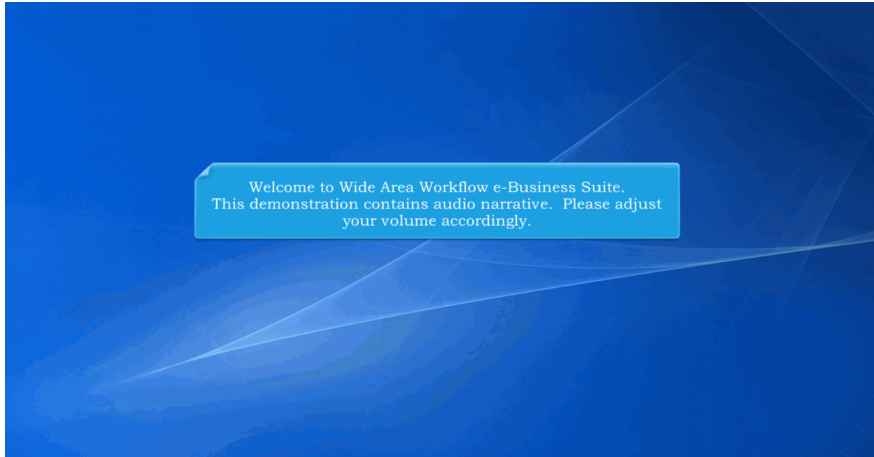 Welcome to Wide Area Workflow e-Business Suite.
This demonstration contains audio narrative.  Please adjust
your volume accordingly.